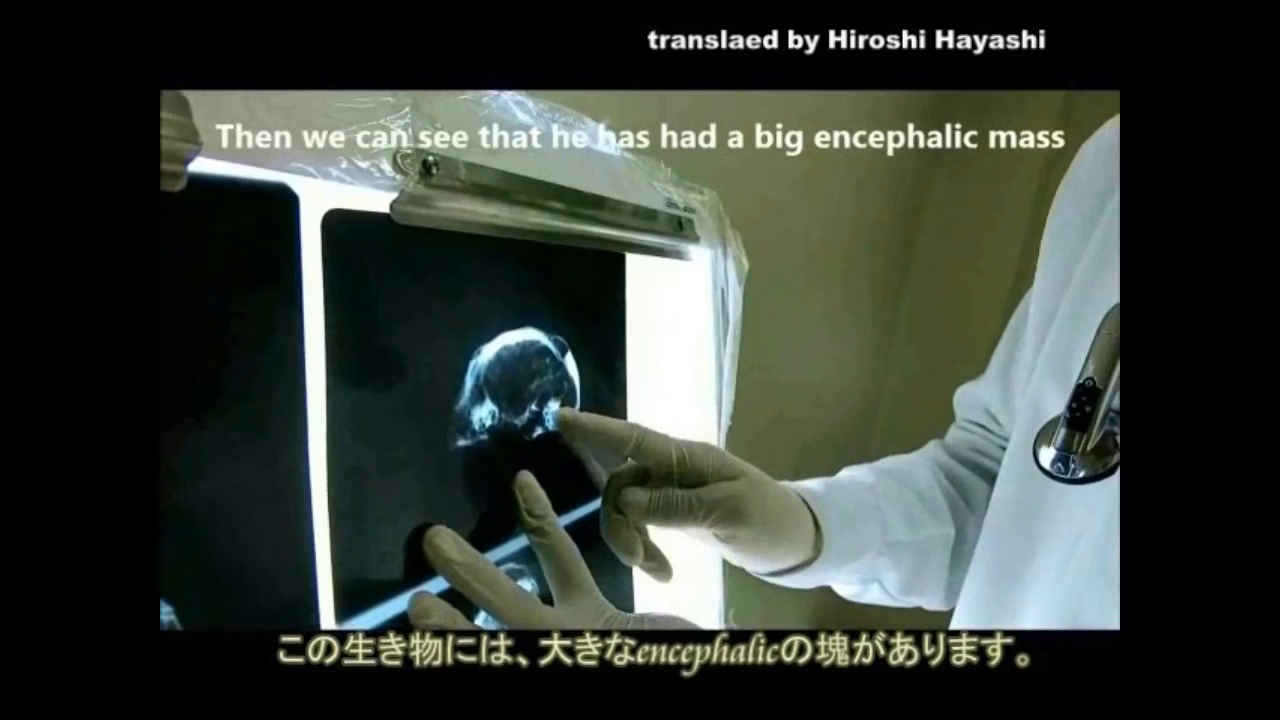 translaed by Hiroshi Hayashi
Then we can see that he has had a big encephalic mass
この生き物には、大きなencephalicの塊があります。